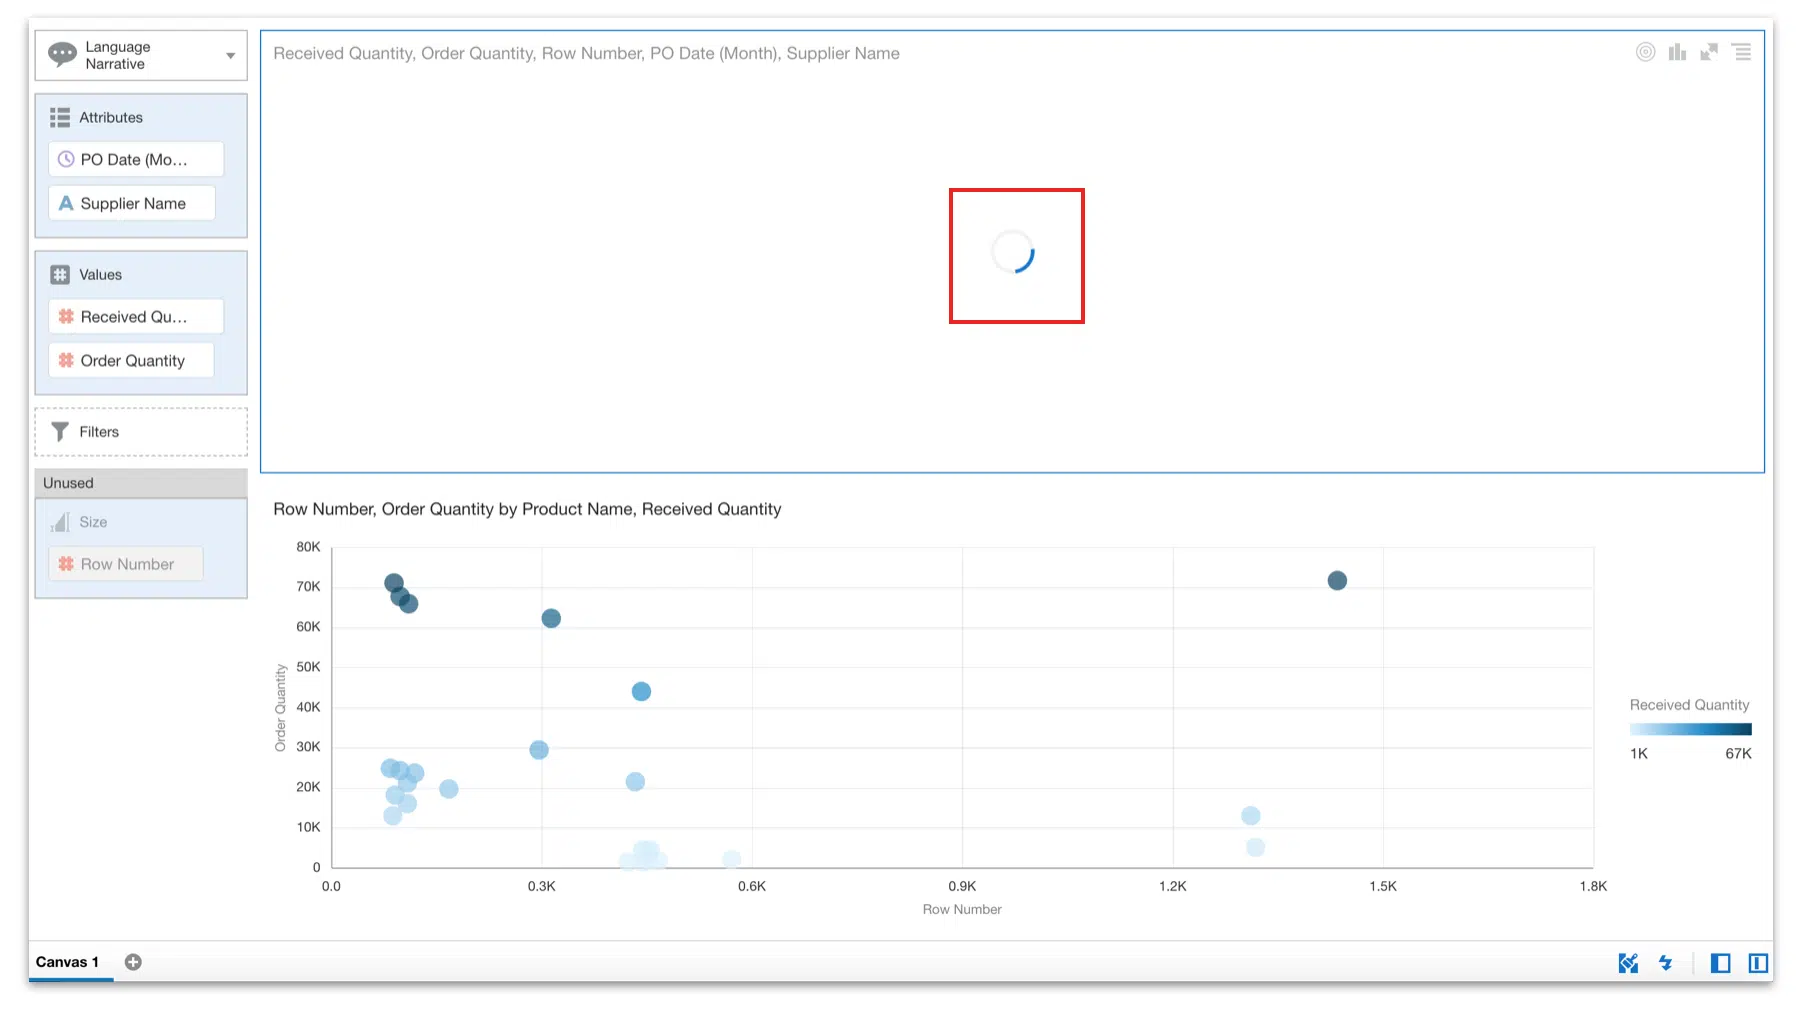 Language
Narrative
Attributes
PO Date (Mo...
Supplier Name
Values
Received Qu...
Order Quantity
Filters
Unused
Size
Row Number
Received Quantity, Order Quantity, Row Number, PO Date (Month), Supplier Name
Row Number, Order Quantity by Product Name, Received Quantity
Order Quantity
80K
70K
60K
50K
40K
30K
20K
10K
0
0.0 0.3K 0.6K 0.9K 1.2K 1.5K 1.8K
Row Number
Received Quantity
1K 67K
Canvas 1